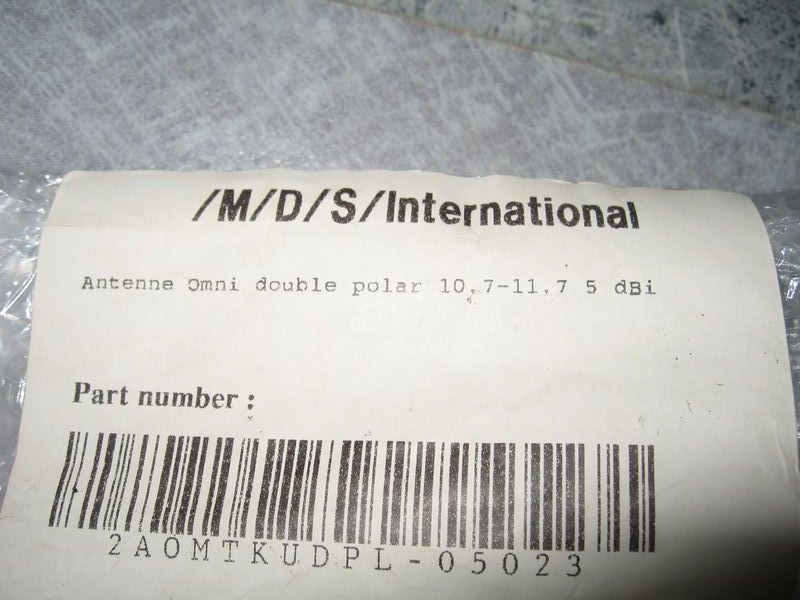 /M/D/S/International
Antenne Omni double polar 10.7-11.7 5 dBi
Part number :
2AOMTKUDPL-05023